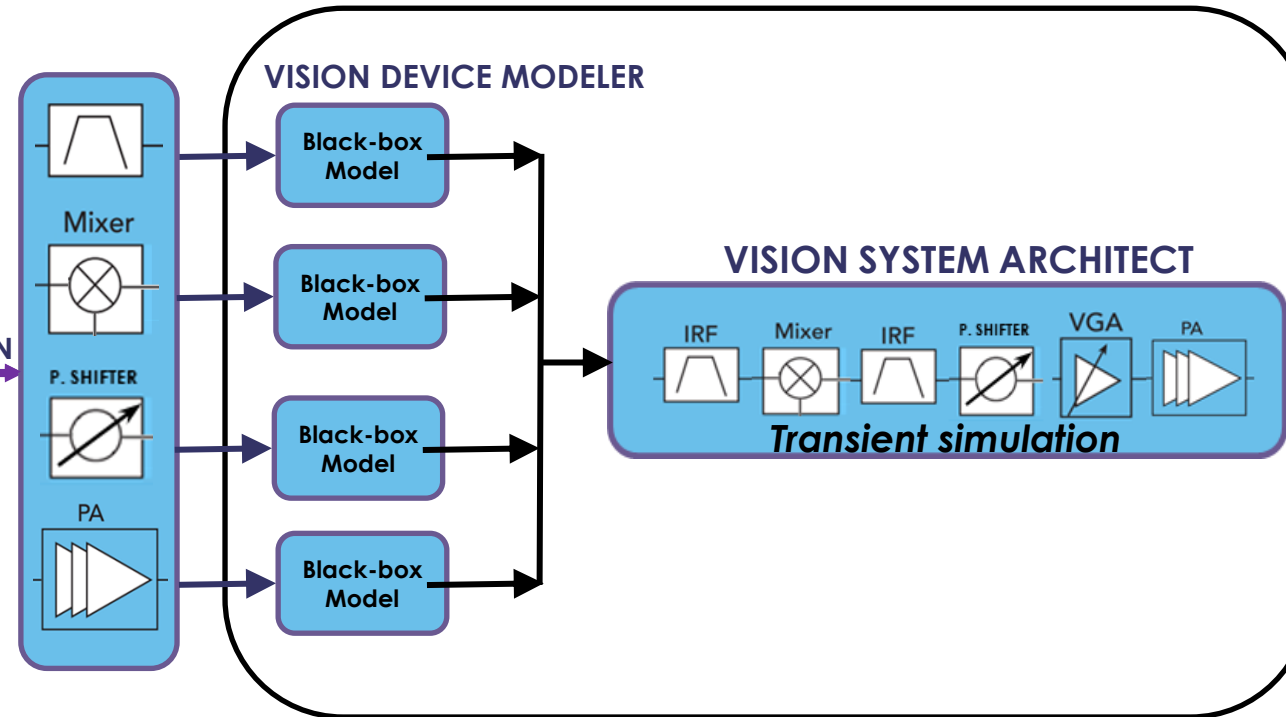 VISION DEVICE MODELER
Mixer
N
P. SHIFTER
PA
Black-box
Model
Black-box
Model
Black-box
Model
Black-box
Model
VISION SYSTEM ARCHITECT
IRF
Mixer
IRF
P. SHIFTER
VGA
PA
Transient simulation